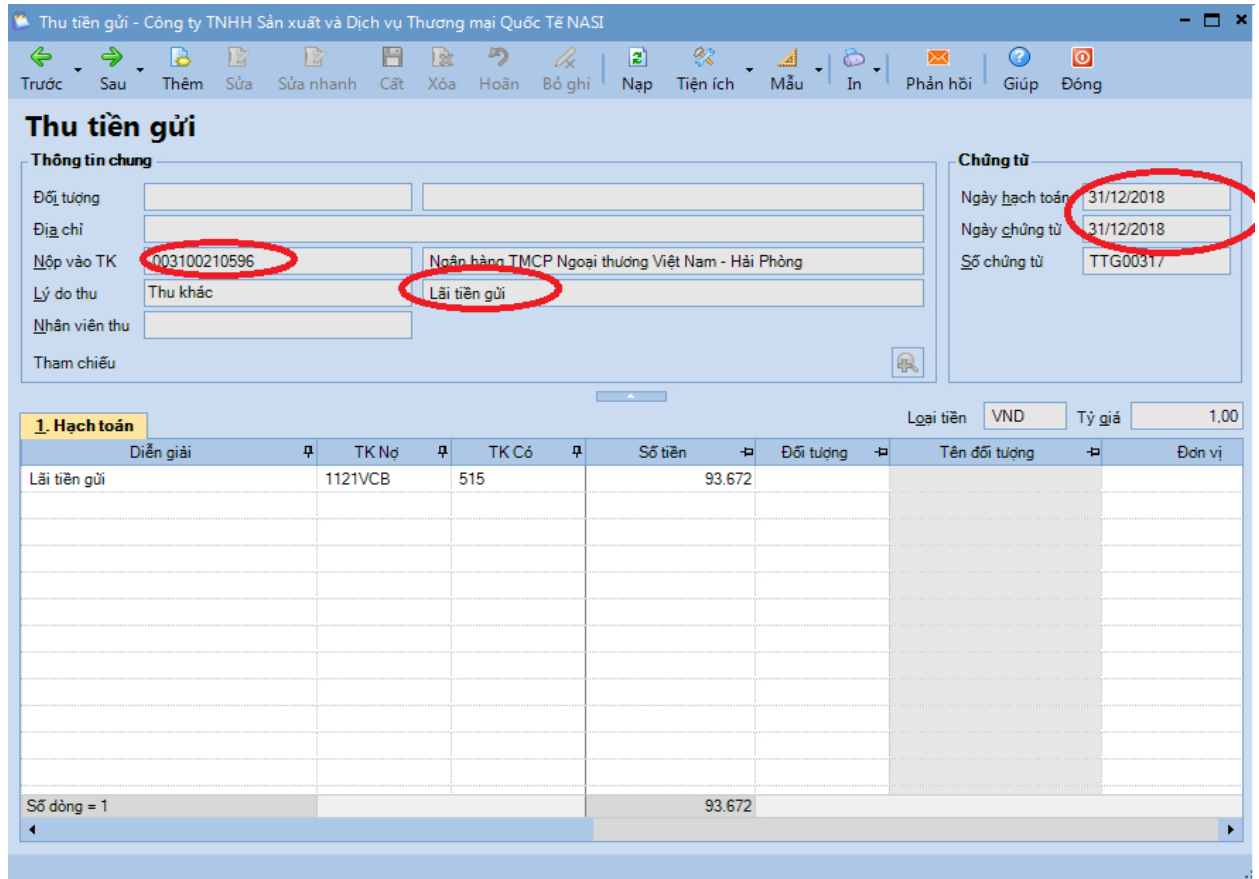 Thu tiền gửi - Công ty TNHH Sản xuất và Dịch vụ Thương mại Quốc Tế NASI
Trước Sau Thêm Sửa Sửa nhanh Cất Xóa Hoãn Bỏ ghi Nạp Tiện ích Mẫu In Phản hồi Giúp Đóng
Thu tiền gửi
Thông tin chung
Chứng từ
Đối tượng
Ngày hạch toán 31/12/2018
Địa chỉ
Ngày chứng từ 31/12/2018
Nộp vào TK 003100210596 Ngân hàng TMCP Ngoại thương Việt Nam - Hải Phòng
Số chứng từ TTG00317
Lý do thu Thu khác Lãi tiền gửi
Nhân viên thu
Tham chiếu
Loại tiền VND Tỷ giá 1,00
1. Hạch toán
Diễn giải TK Nợ TK Có Số tiền Đối tượng Tên đối tượng Đơn vị
Lãi tiền gửi 1121VCB 515 93.672
Số dòng = 1 93.672